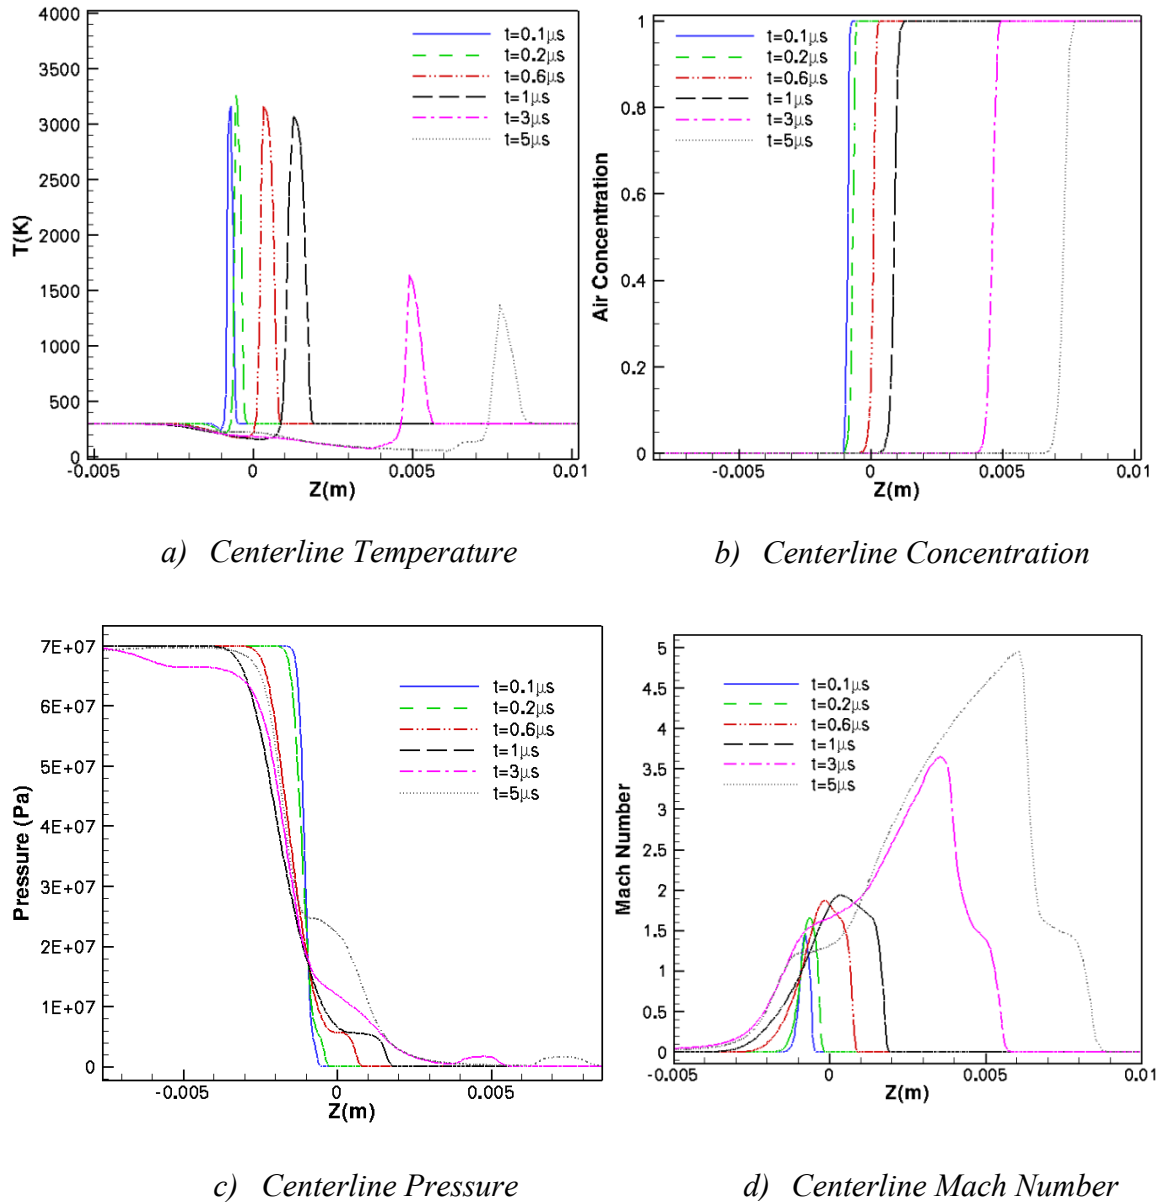 4000
3500
3000
2500
2000
1500
1000
500
0
T(K)
t=0.1μs
t=0.2μs
t=0.6μs
t=1μs
t=3μs
t=5μs
-0.005
0
0.005
0.01
Z(m)
a) Centerline Temperature
1
0.8
0.6
0.4
0.2
0
Air Concentration
t=0.1μs
t=0.2μs
t=0.6μs
t=1μs
t=3μs
t=5μs
-0.005
0
0.005
0.01
Z(m)
b) Centerline Concentration
7E+07
6E+07
5E+07
4E+07
3E+07
2E+07
1E+07
0
Pressure (Pa)
t=0.1μs
t=0.2μs
t=0.6μs
t=1μs
t=3μs
t=5μs
-0.005
0
0.005
Z(m)
c) Centerline Pressure
5
4.5
4
3.5
3
2.5
2
1.5
1
0.5
0
Mach Number
t=0.1μs
t=0.2μs
t=0.6μs
t=1μs
t=3μs
t=5μs
-0.005
0
0.005
0.01
Z(m)
d) Centerline Mach Number